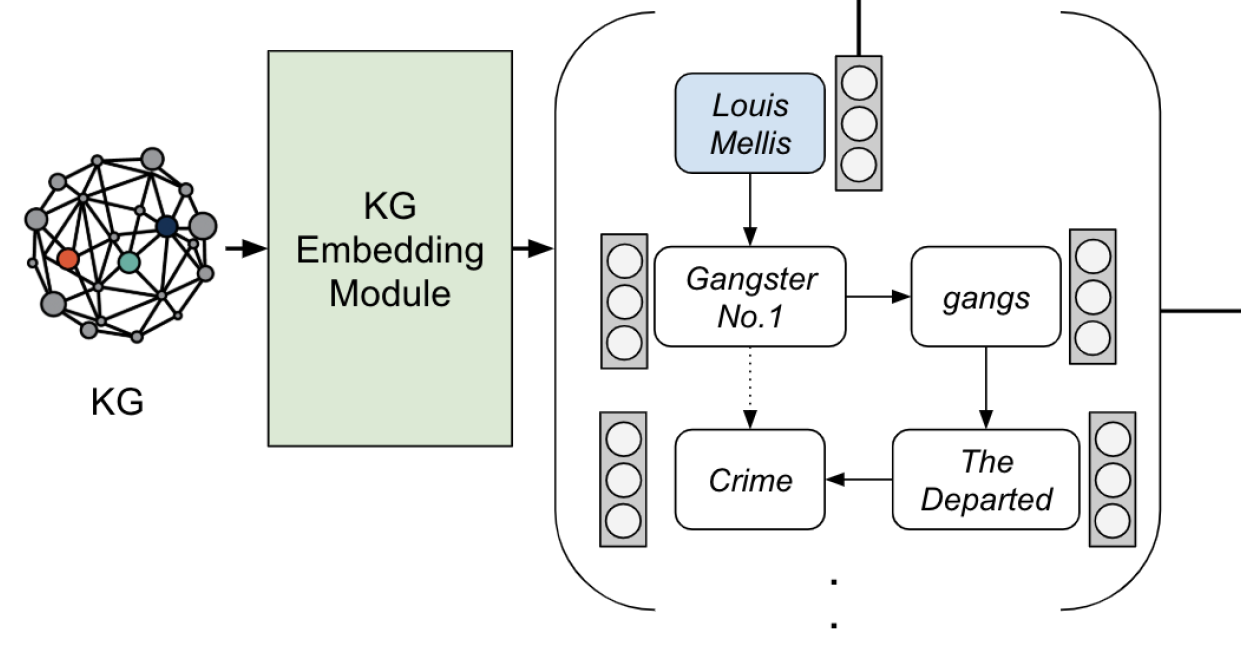 KG
KG
Embedding
Module
Louis
Mellis
Gangster
No.1
gangs
Crime
The
Departed
.
.